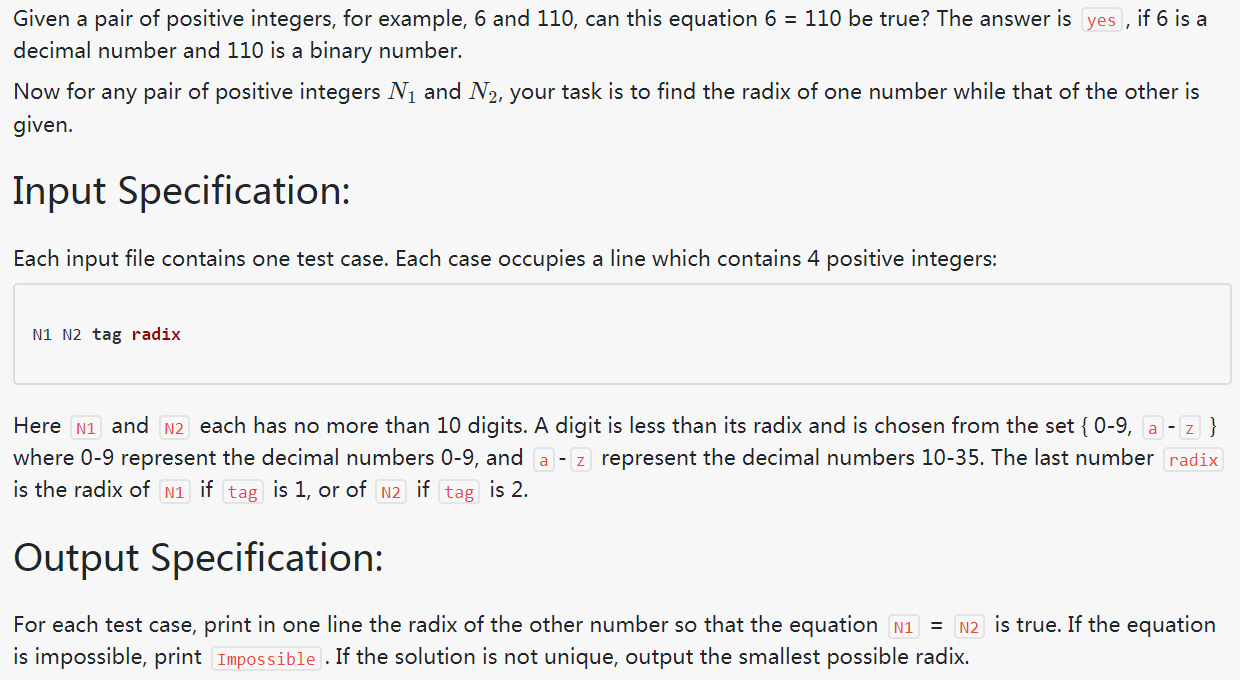 Given a pair of positive integers, for example, 6 and 110, can this equation 6 = 110 be true? The answer is yes, if 6 is a
decimal number and 110 is a binary number.
Now for any pair of positive integers N₁ and N₂, your task is to find the radix of one number while that of the other is
given.
Input Specification:
Each input file contains one test case. Each case occupies a line which contains 4 positive integers:
N1 N2 tag radix
Here N1 and N2 each has no more than 10 digits. A digit is less than its radix and is chosen from the set { 0-9, a-z }
where 0-9 represent the decimal numbers 0-9, and a-z represent the decimal numbers 10-35. The last number radix
is the radix of N1 if tag is 1, or of N2 if tag is 2.
Output Specification:
For each test case, print in one line the radix of the other number so that the equation N1 = N2 is true. If the equation
is impossible, print Impossible. If the solution is not unique, output the smallest possible radix.